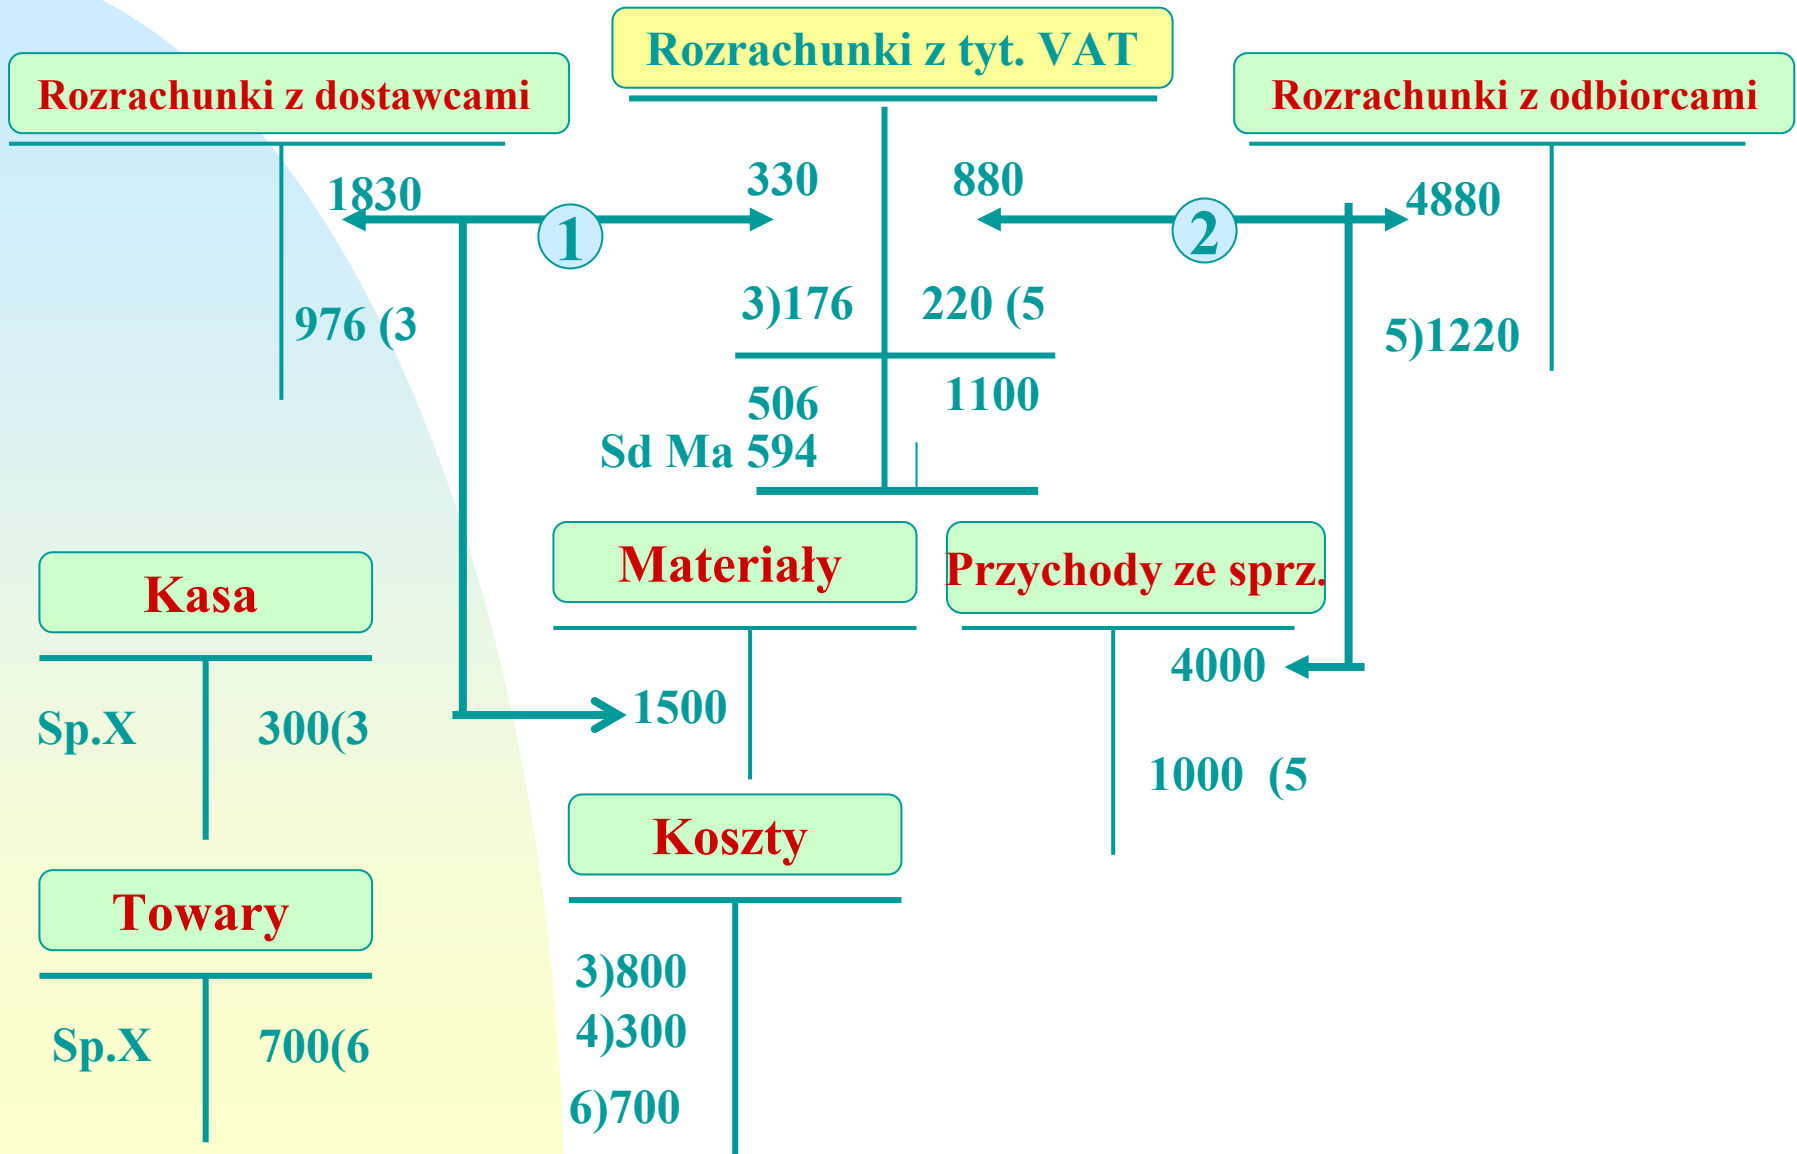 Rozrachunki z tyt. VAT
Rozrachunki z dostawcami
Rozrachunki z odbiorcami
1830
330
880
4880
1
2
976 (3
3)176
220 (5
5)1220
506
1100
Sd Ma 594
Materiały
Przychody ze sprz.
Kasa
4000
Sp.X
300(3
1500
1000 (5
Koszty
Towary
3)800
4)300
Sp.X
700(6
6)700